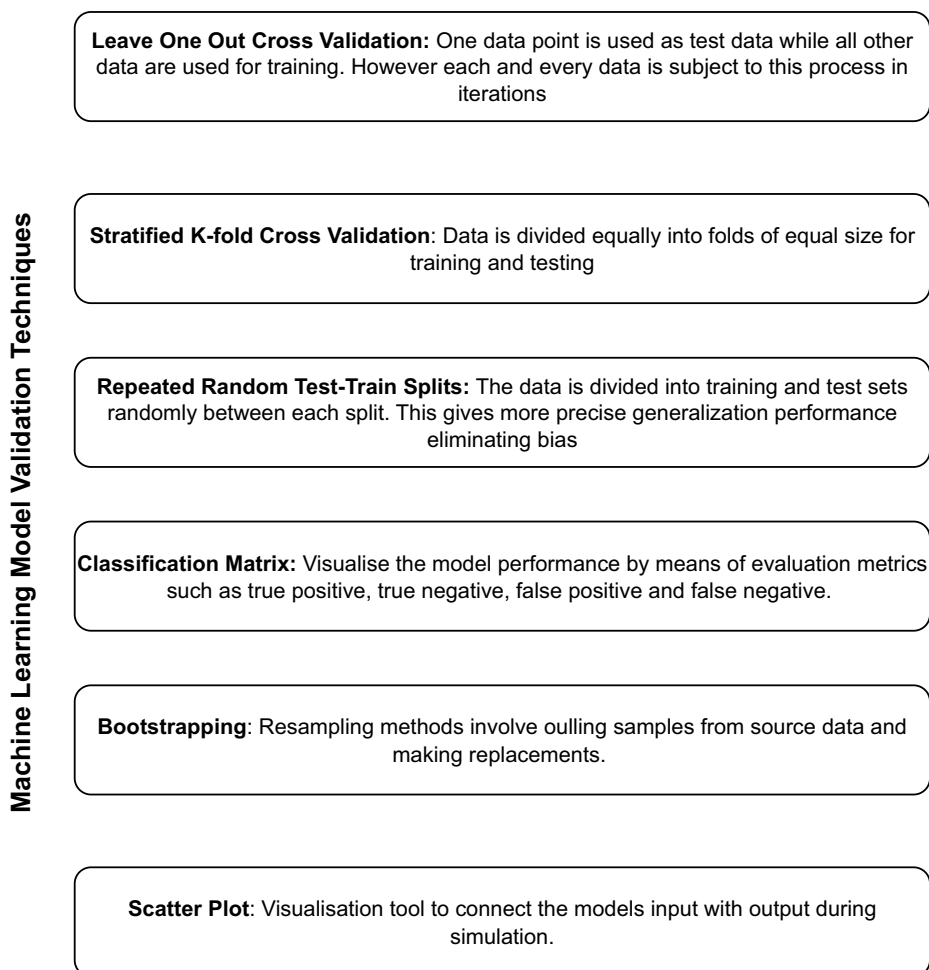 Machine Learning Model Validation Techniques
Leave One Out Cross Validation: One data point is used as test data while all other
data are used for training. However each and every data is subject to this process in
iterations
Stratified K-fold Cross Validation: Data is divided equally into folds of equal size for
training and testing
Repeated Random Test-Train Splits: The data is divided into training and test sets
randomly between each split. This gives more precise generalization performance
eliminating bias
Classification Matrix: Visualise the model performance by means of evaluation metrics
such as true positive, true negative, false positive and false negative.
Bootstrapping: Resampling methods involve oulling samples from source data and
making replacements.
Scatter Plot: Visualisation tool to connect the models input with output during
simulation.